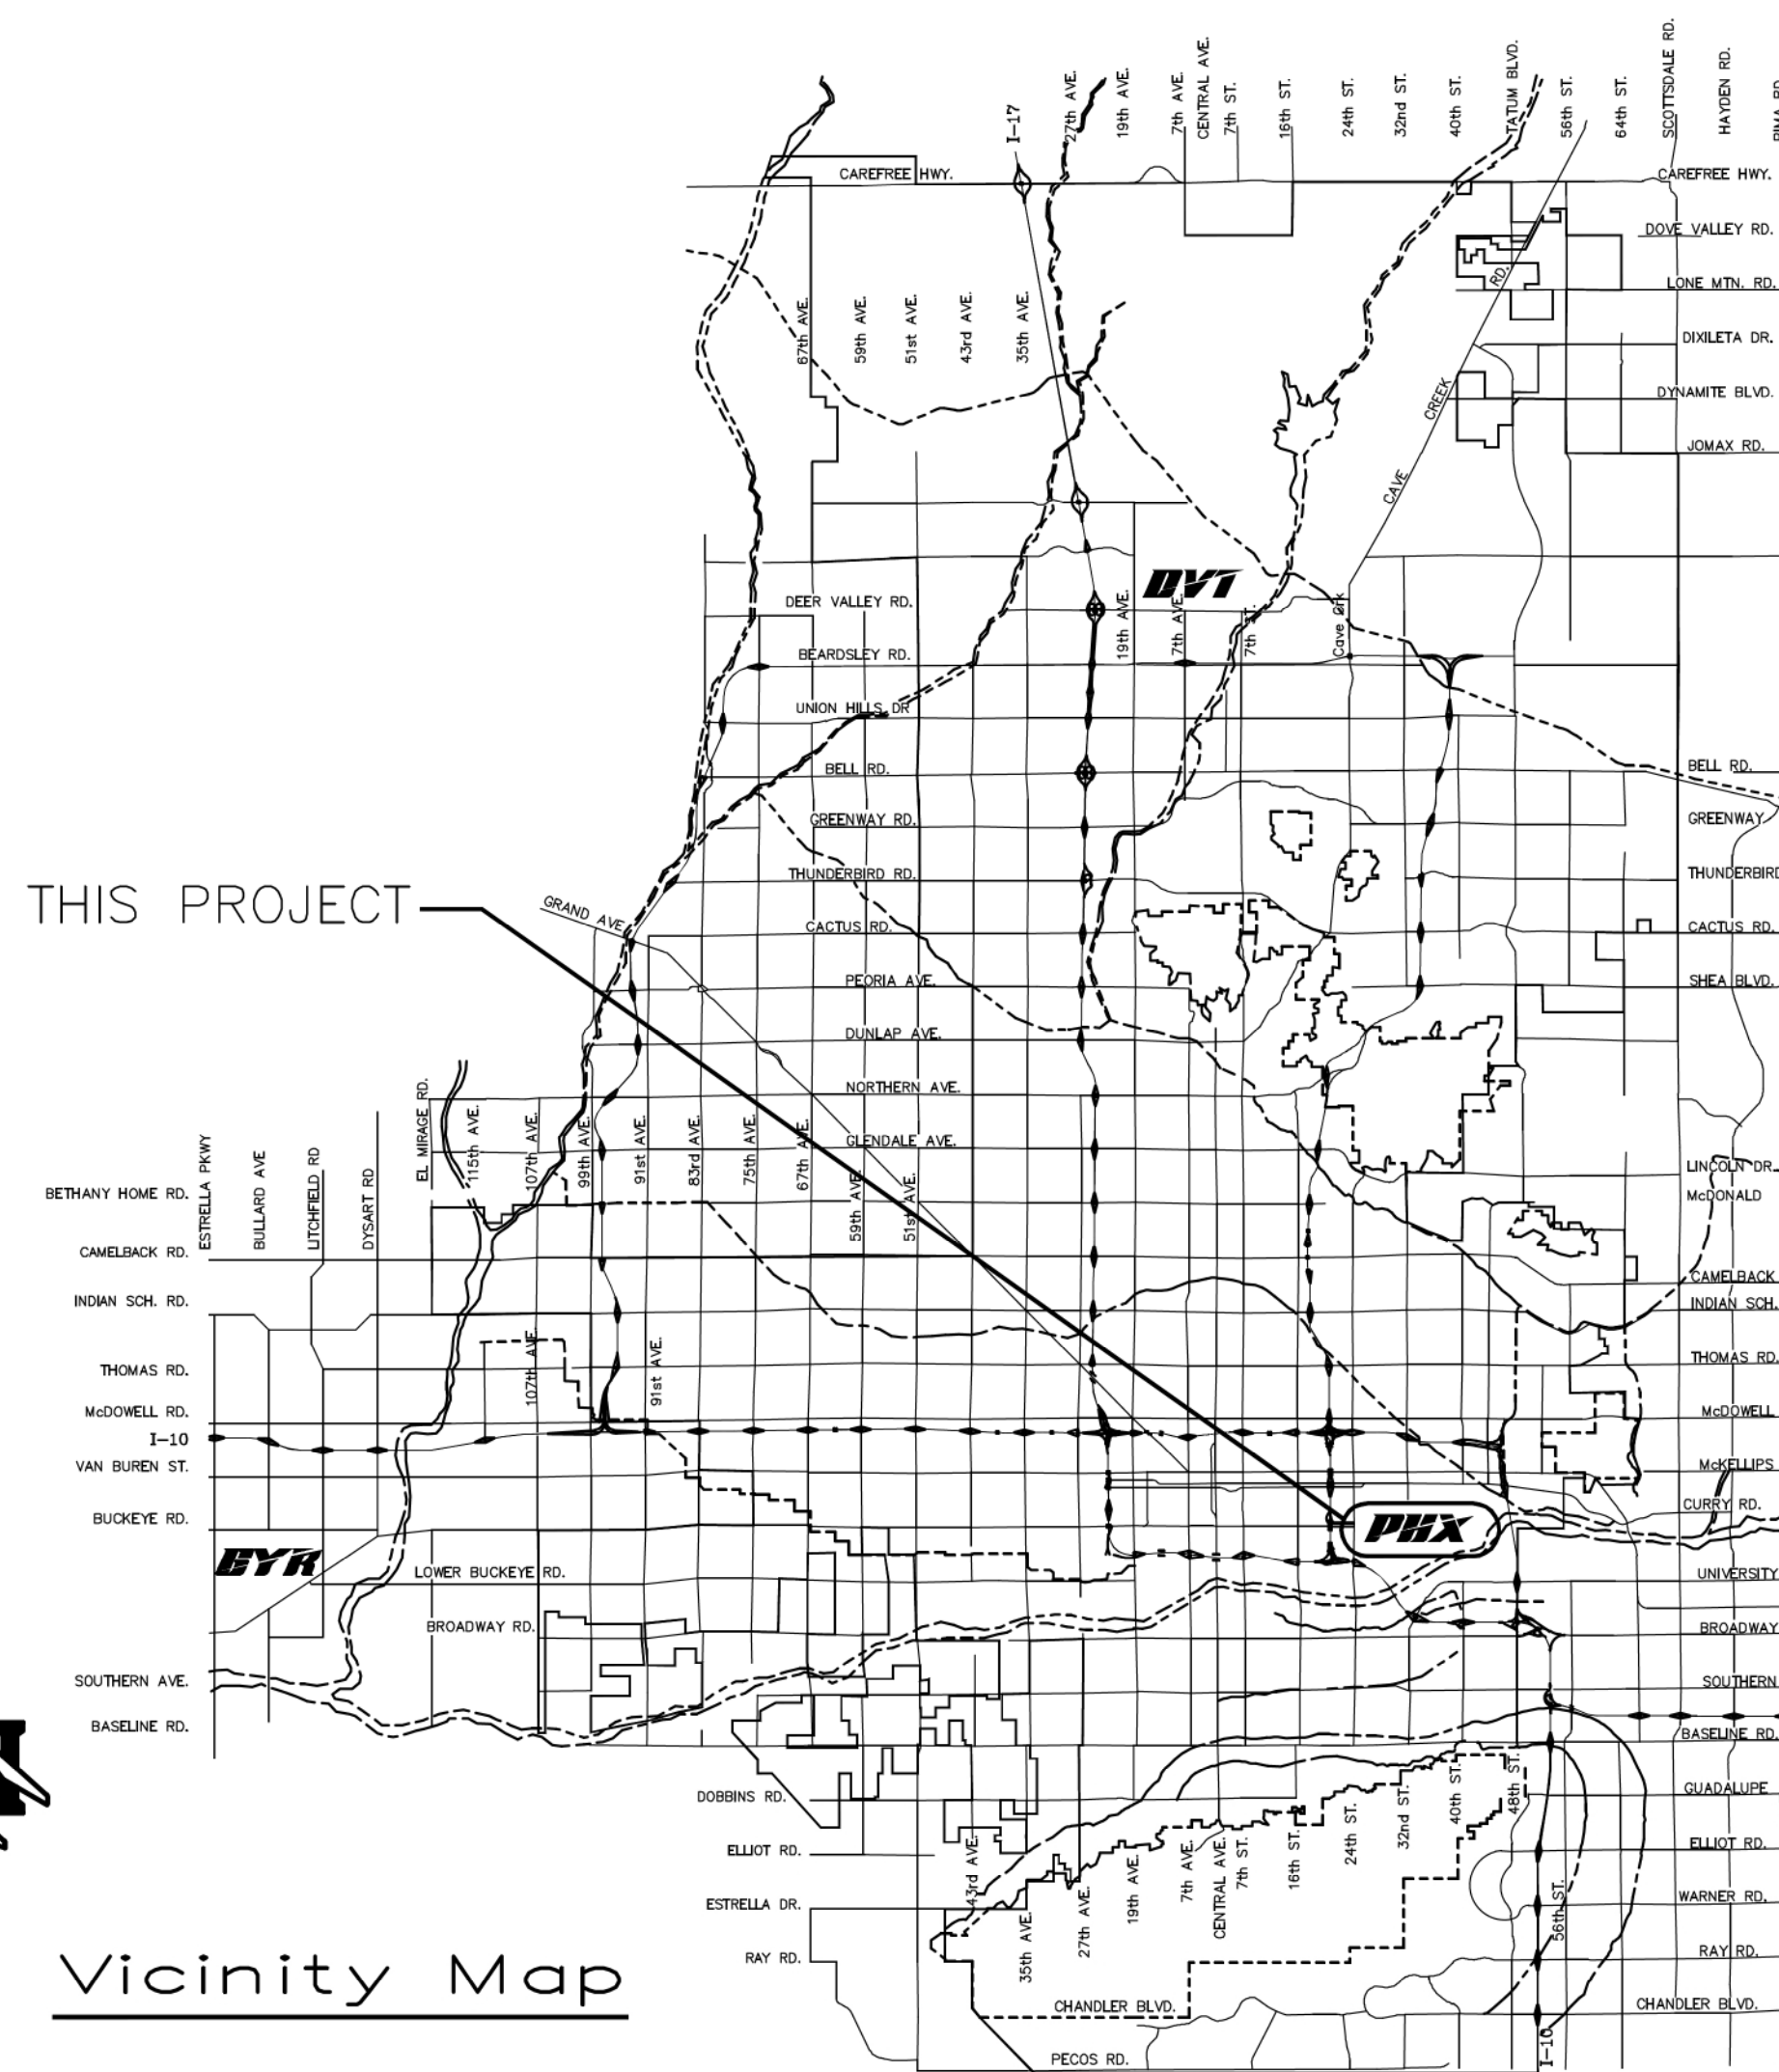 I-17
27th AVE.
19th AVE.
7th AVE.
CENTRAL AVE.
7th ST.
16th ST.
24th ST.
32nd ST.
40th ST.
TATUM BLVD.
56th ST.
64th ST.
SCOTTSDALE RD.
HAYDEN RD.
CAREFREE HWY.
CAREFREE HWY.
DOVE VALLEY RD.
LONE MTN. RD.
67th AVE.
59th AVE.
51st AVE.
43rd AVE.
35th AVE.
DIXILETA DR.
DYNAMITE BLVD.
JOMAX RD.
CAVE CREEK RD.
DVT
DEER VALLEY RD.
19th AVE.
7th AVE.
7th ST.
Cave Crk
BEARDSLEY RD.
UNION HILLS DR
BELL RD.
BELL RD.
GREENWAY RD.
GREENWAY
THUNDERBIRD RD.
THUNDERBIRD
THIS PROJECT
GRAND AVE.
CACTUS RD.
CACTUS RD.
PEORIA AVE.
SHEA BLVD.
DUNLAP AVE.
NORTHERN AVE.
GLENDALE AVE.
ESTRELLA PKWY
BULLARD AVE
LITCHFIELD RD
DYSART RD
EL MIRAGE RD.
115th AVE.
107th AVE.
99th AVE.
91st AVE.
83rd AVE.
75th AVE.
67th AVE.
59th AVE.
51st AVE.
LINCOLN DR.
McDONALD
BETHANY HOME RD.
CAMELBACK RD.
CAMELBACK
INDIAN SCH. RD.
INDIAN SCH.
THOMAS RD.
107th AVE.
91st AVE.
THOMAS RD.
McDOWELL RD.
McDOWELL
I-10
VAN BUREN ST.
McKELLIPS
BUCKEYE RD.
CURRY RD.
PHX
GYR
LOWER BUCKEYE RD.
UNIVERSITY
BROADWAY RD.
BROADWAY
SOUTHERN AVE.
SOUTHERN
BASELINE RD.
BASELINE RD.
DOBBINS RD.
GUADALUPE
ELLIOT RD.
ELLIOT RD.
43rd AVE.
35th AVE.
27th AVE.
19th AVE.
7th AVE.
CENTRAL AVE.
7th ST.
16th ST.
24th ST.
32nd ST.
40th ST.
48th ST.
56th ST.
ESTRELLA DR.
WARNER RD.
RAY RD.
RAY RD.
Vicinity Map
CHANDLER BLVD.
CHANDLER BLVD.
PECOS RD.
I-10